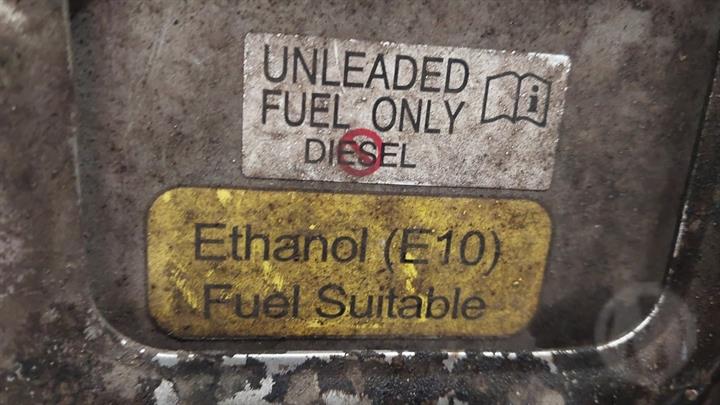 UNLEADED
FUEL ONLY
DIESEL
Ethanol (E10)
Fuel Suitable